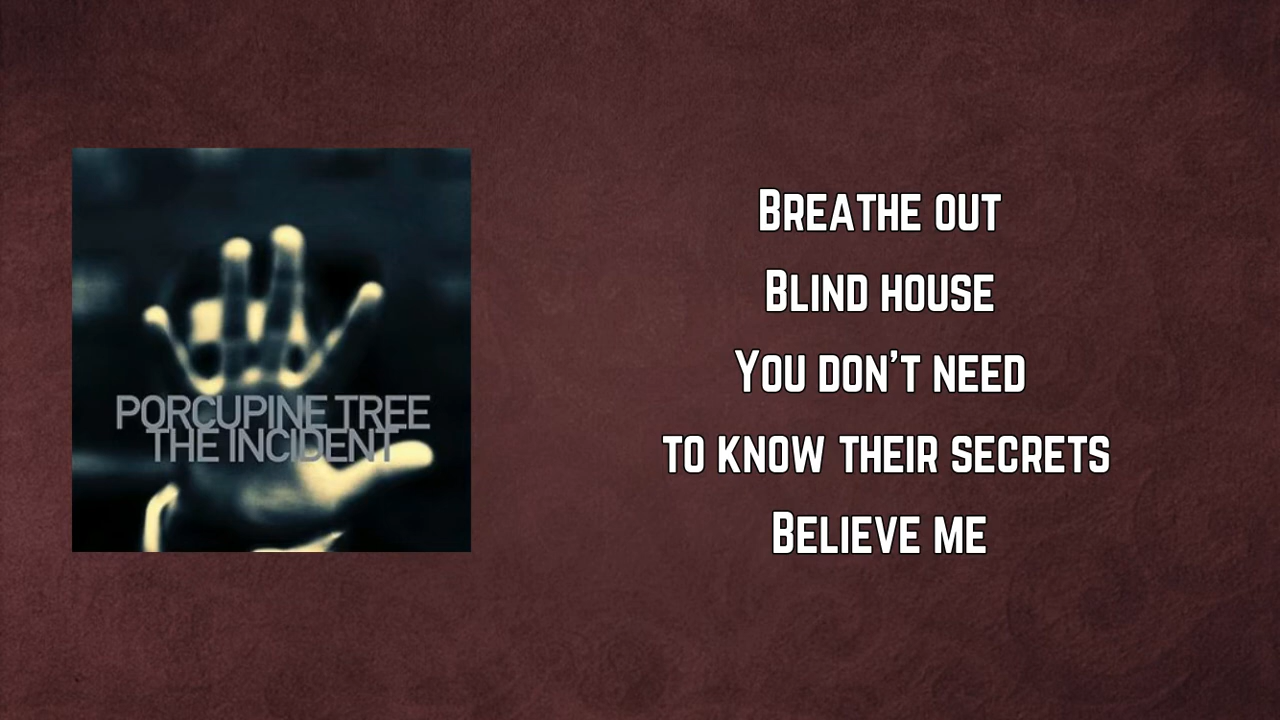 PORCUPINE TREE
THE INCIDENT
BREATHE OUT
BLIND HOUSE
YOU DON'T NEED
TO KNOW THEIR SECRETS
BELIEVE ME